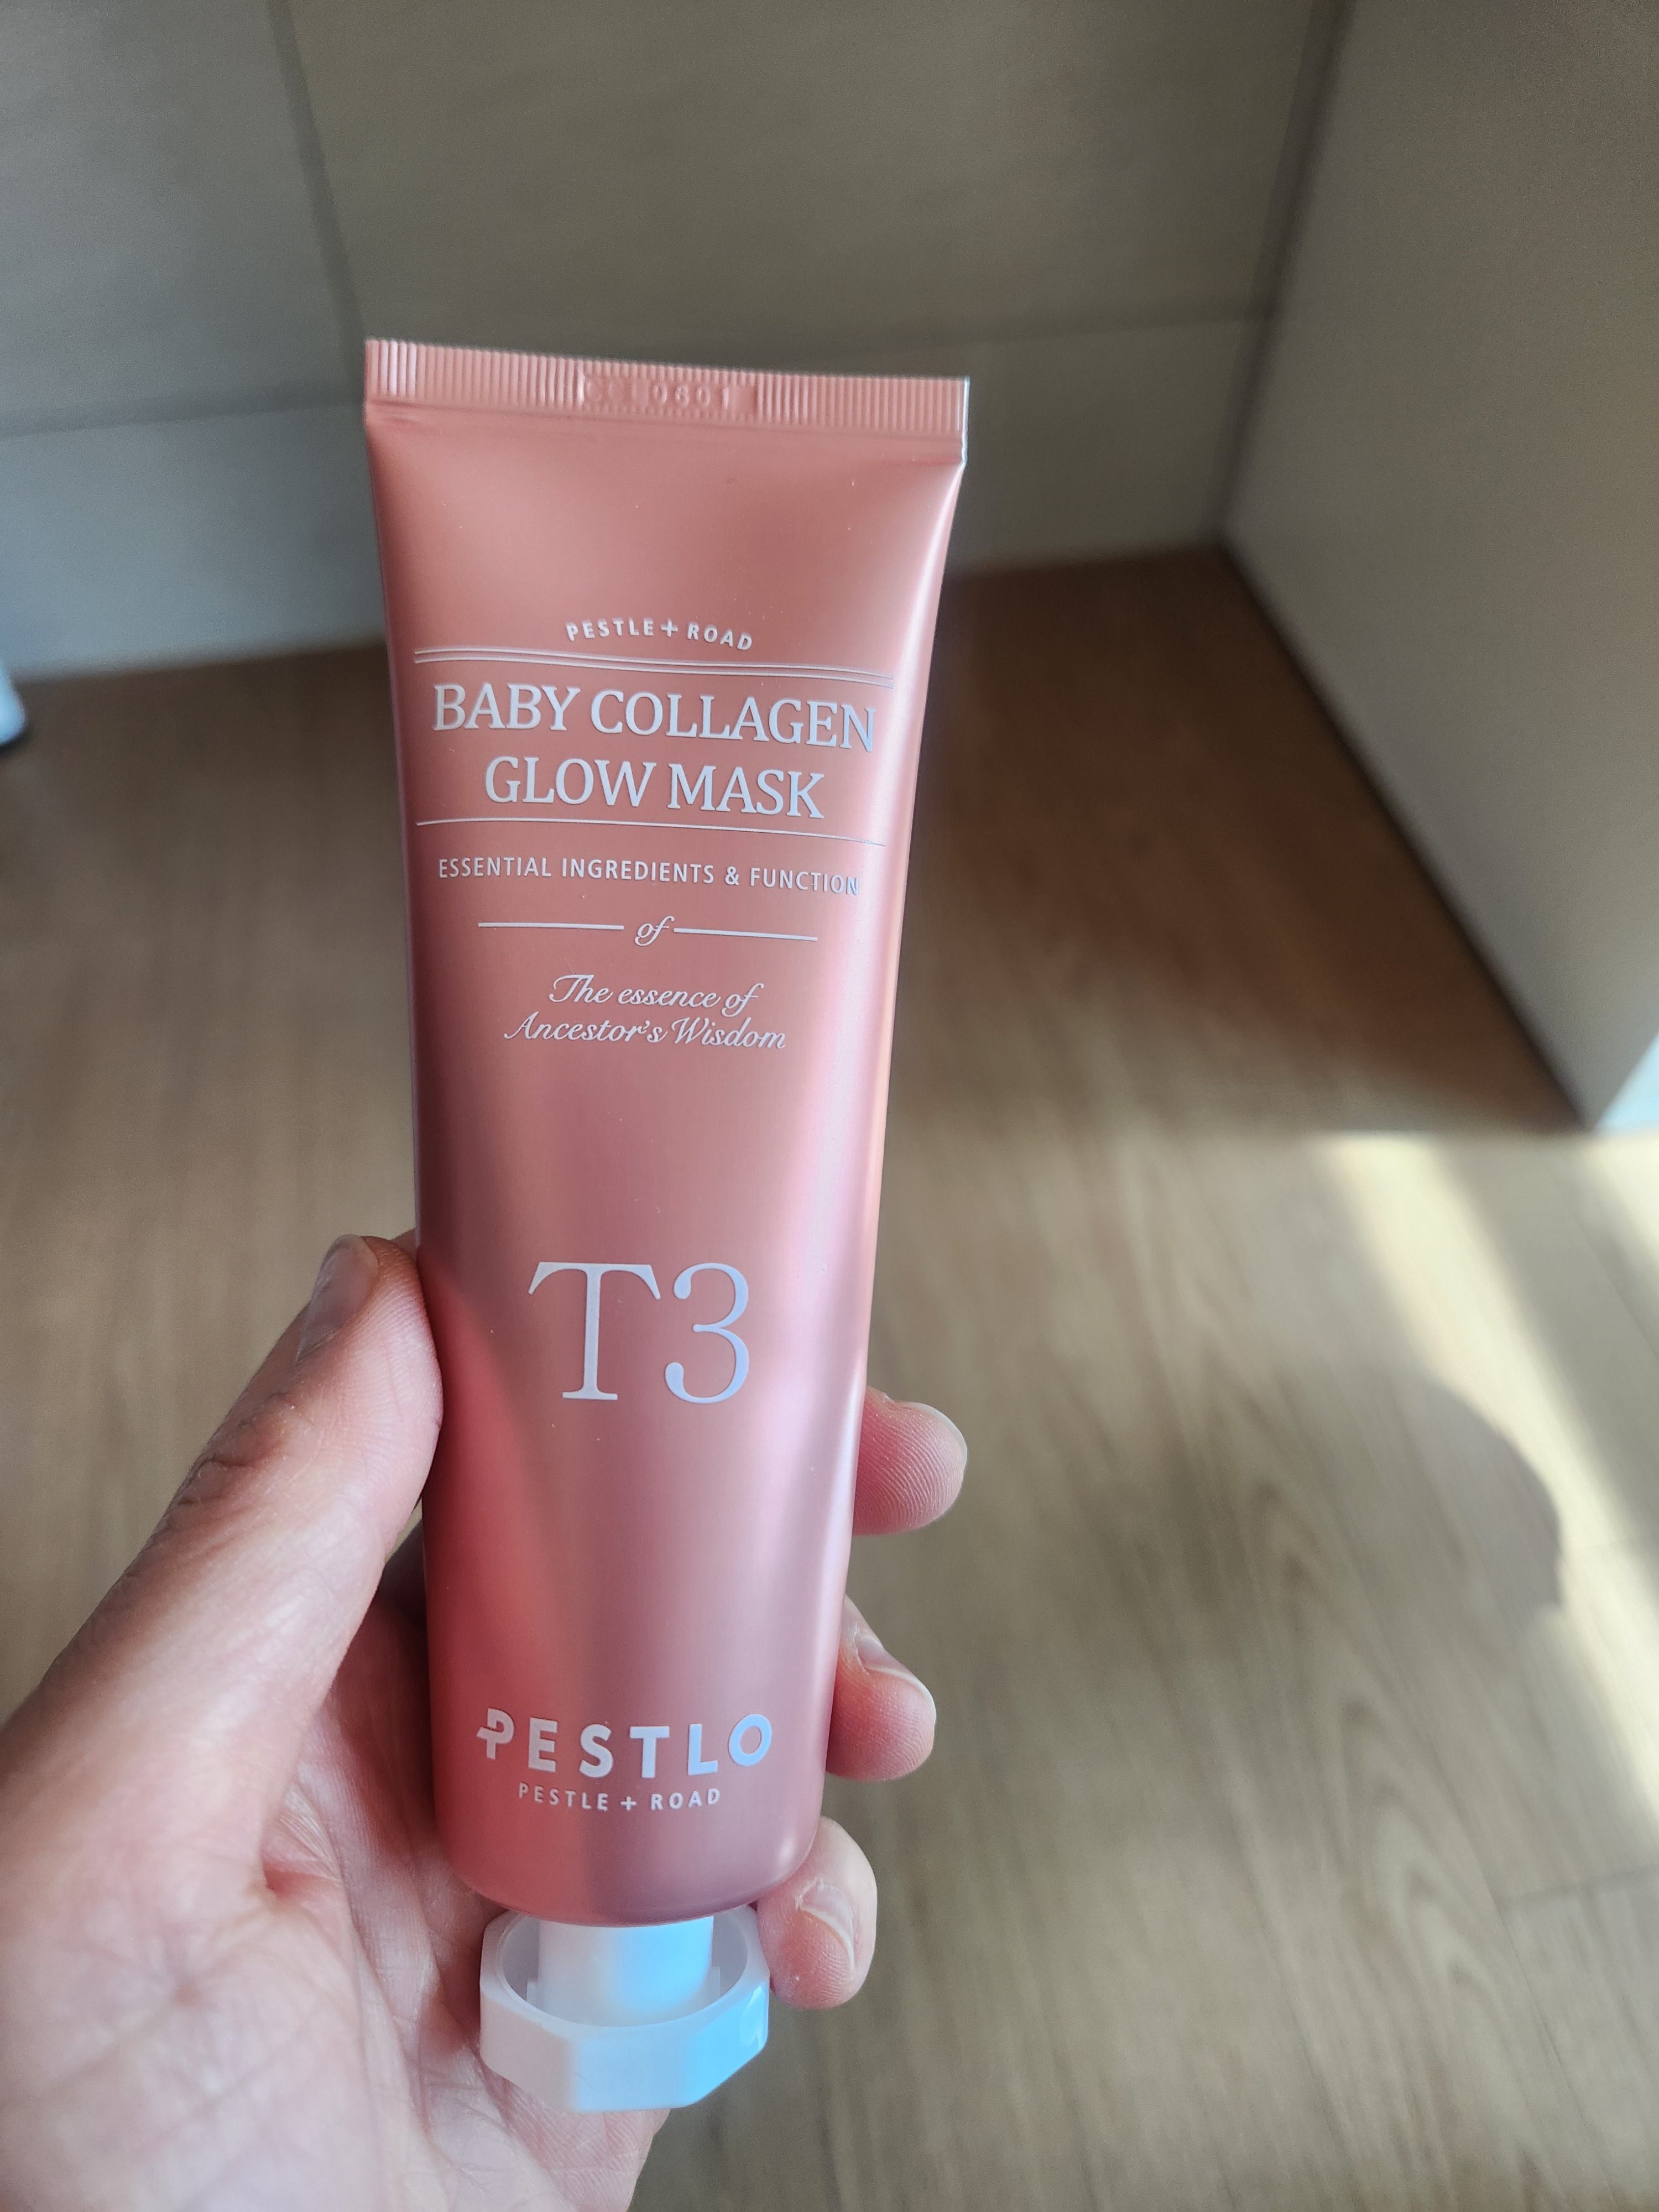 PESTLE+ROAD
BABY COLLAGEN
GLOW MASK
ESSENTIAL INGREDIENTS & FUNCTION
of
The essence of
Ancestor's Wisdom
T3
PESTLO
PESTLE + ROAD